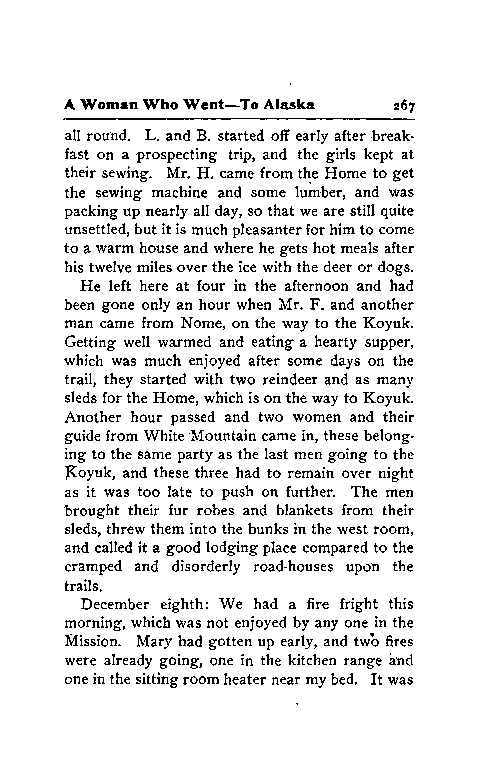 A Woman Who Went—To Alaska 267
all round. L. and B. started off early after break-
fast on a prospecting trip, and the girls kept at
their sewing. Mr. H. came from the Home to get
the sewing machine and some lumber, and was
packing up nearly all day, so that we are still quite
unsettled, but it is much pleasanter for him to come
to a warm house and where he gets hot meals after
his twelve miles over the ice with the deer or dogs.
He left here at four in the afternoon and had
been gone only an hour when Mr. F. and another
man came from Nome, on the way to the Koyuk.
Getting well warmed and eating a hearty supper,
which was much enjoyed after some days on the
trail, they started with two reindeer and as many
sleds for the Home, which is on the way to Koyuk.
Another hour passed and two women and their
guide from White Mountain came in, these belong-
ing to the same party as the last men going to the
Koyuk, and these three had to remain over night
as it was too late to push on further. The men
brought their fur robes and blankets from their
sleds, threw them into the bunks in the west room,
and called it a good lodging place compared to the
cramped and disorderly road-houses upon the
trails.
December eighth: We had a fire fright this
morning, which was not enjoyed by any one in the
Mission. Mary had gotten up early, and two fires
were already going, one in the kitchen range and
one in the sitting room heater near my bed. It was